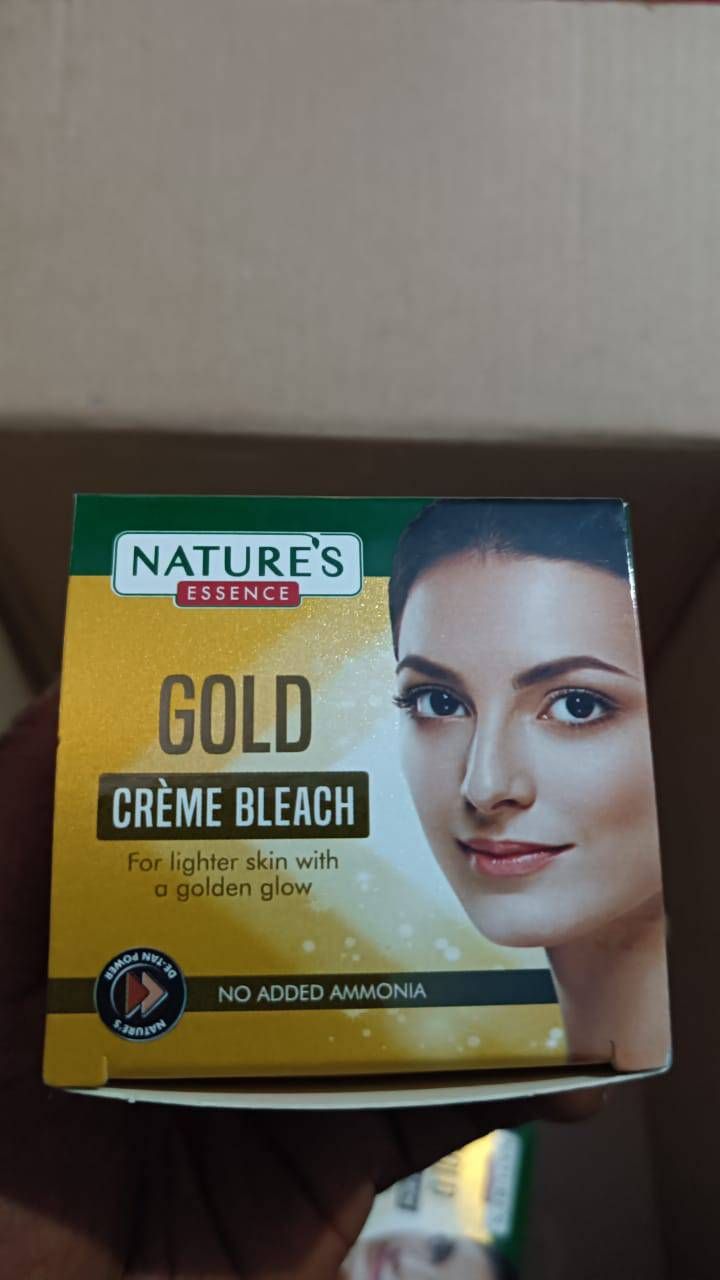 NATURE'S
ESSENCE
GOLD
CRÈME BLEACH
For lighter skin with
a golden glow
DE-TAN POWER
NATURE'S
NO ADDED AMMONIA